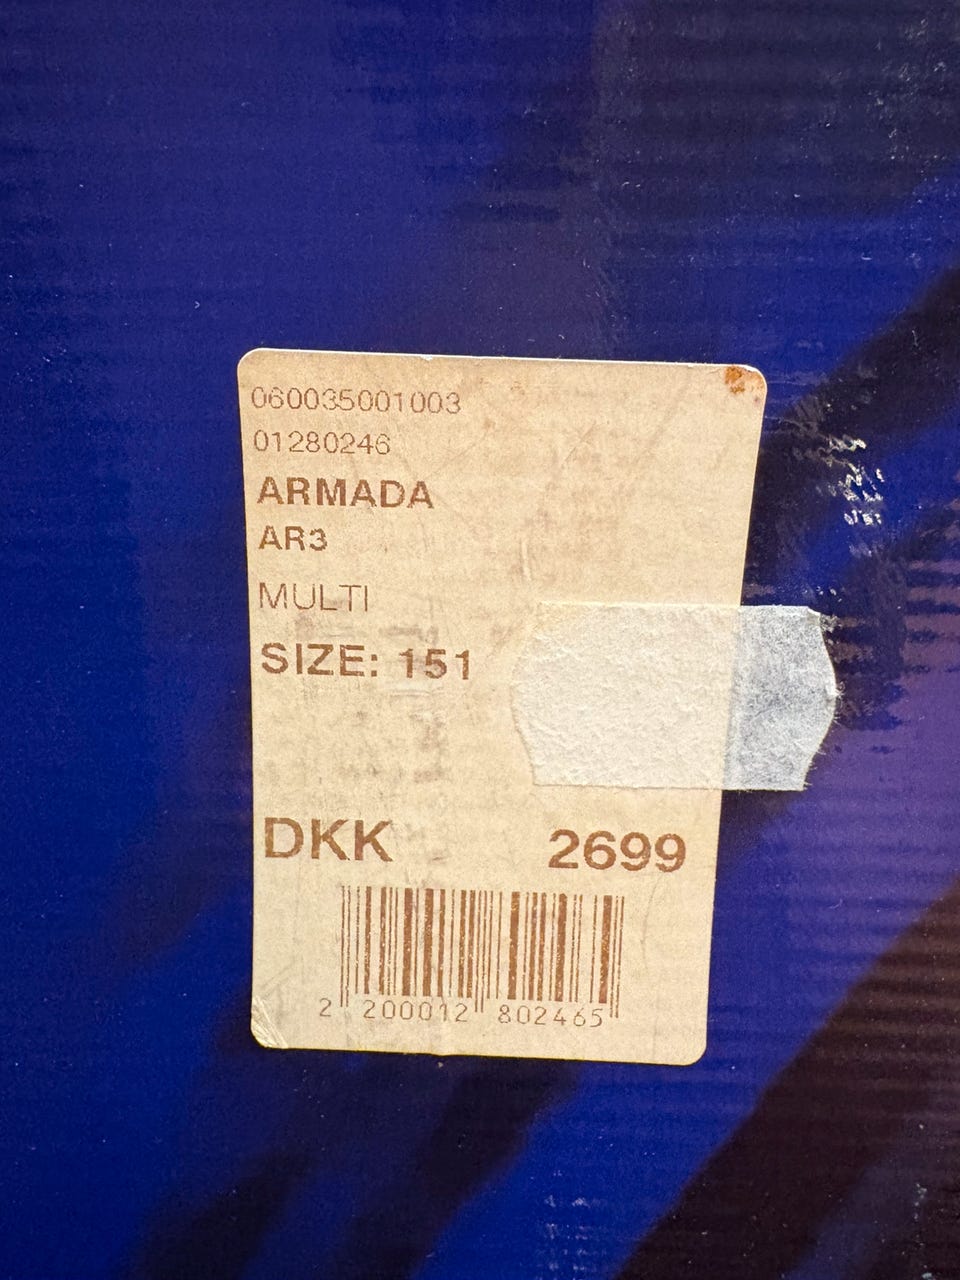 060035001003
01280246
ARMADA
AR3
MULTI
SIZE: 151
DKK 2699
2 200012 802465